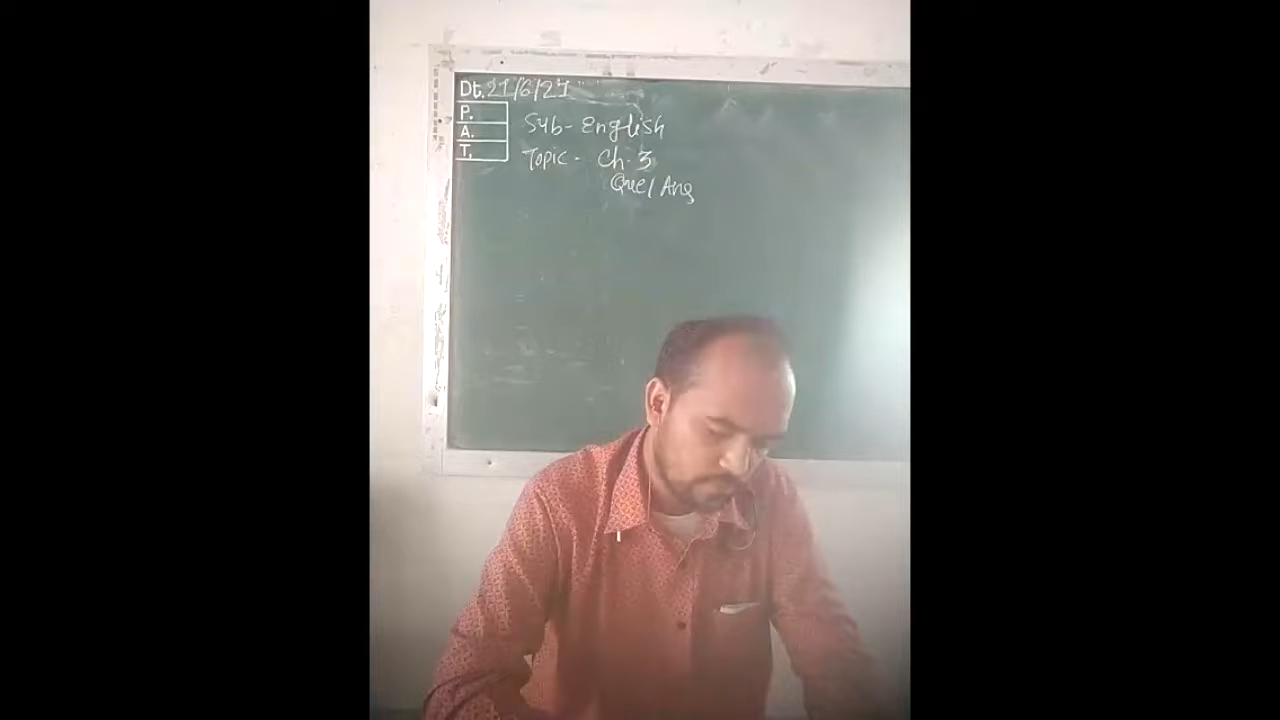 Dt. 21/6/21
P.
A.
T.
Sub- English
Topic - Ch. 3
Que/Ans